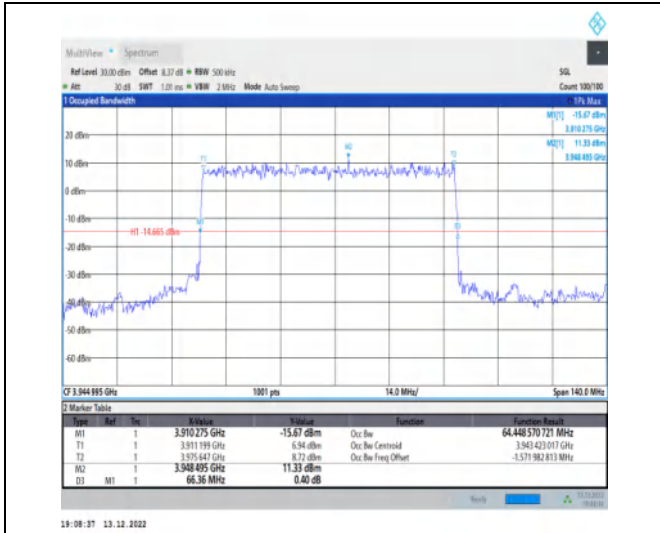 MultiView Spectrum
Ref Level 30.00 dBm Offset 8.37 dB RBW 500 kHz SGL
Att 30 dB SWT 1.01 ms VBW 2 MHz Mode Auto Sweep Count 100/100
1 Occupied Bandwidth 1Pk Max
M1[1] -15.67 dBm
3.910 275 GHz
M2[1] 11.33 dBm
3.948 495 GHz
20 dBm
M2
T1
T2
10 dBm
0 dBm
-10 dBm
M1
D3
H1 -14.665 dBm
-20 dBm
-30 dBm
-40 dBm
-50 dBm
-60 dBm
CF 3.944 995 GHz 1001 pts 14.0 MHz/ Span 140.0 MHz
2 Marker Table
Type Ref Trc X-Value Y-Value Function Function Result
M1 1 3.910 275 GHz -15.67 dBm Occ Bw 64.448 570 721 MHz
T1 1 3.911 199 GHz 6.94 dBm Occ Bw Centroid 3.943 423 017 GHz
T2 1 3.975 647 GHz 8.72 dBm Occ Bw Freq Offset -1.571 982 813 MHz
M2 1 3.948 495 GHz 11.33 dBm
D3 M1 1 66.36 MHz 0.40 dB
Ready 13.12.2022
19:08:37 13.12.2022